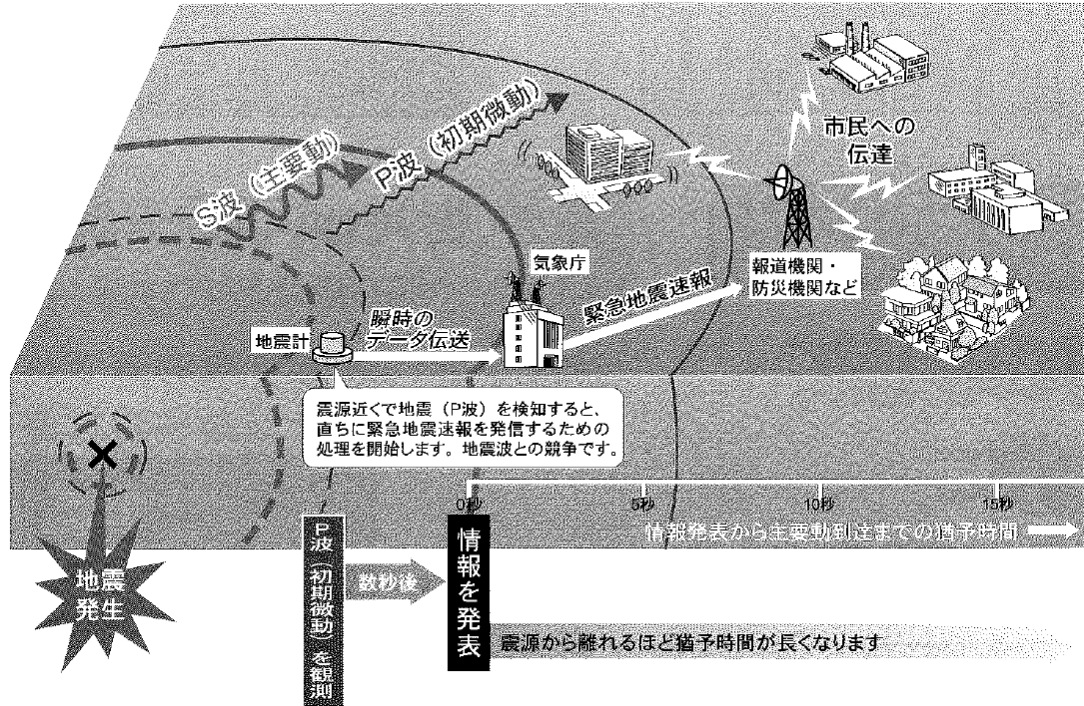 市民への
伝達
P波（初期微動）
S波（主要動）
気象庁
報道機関・
防災機関など
緊急地震速報
瞬時の
データ伝送
地震計
震源近くで地震（P波）を検知すると、
直ちに緊急地震速報を発信するための
処理を開始します。地震波との競争です。
0秒
5秒
10秒
15秒
情報発表から主要動到達までの猶予時間
地震
発生
P波（初期微動）を観測
数秒後
情報を発表
震源から離れるほど猶予時間が長くなります